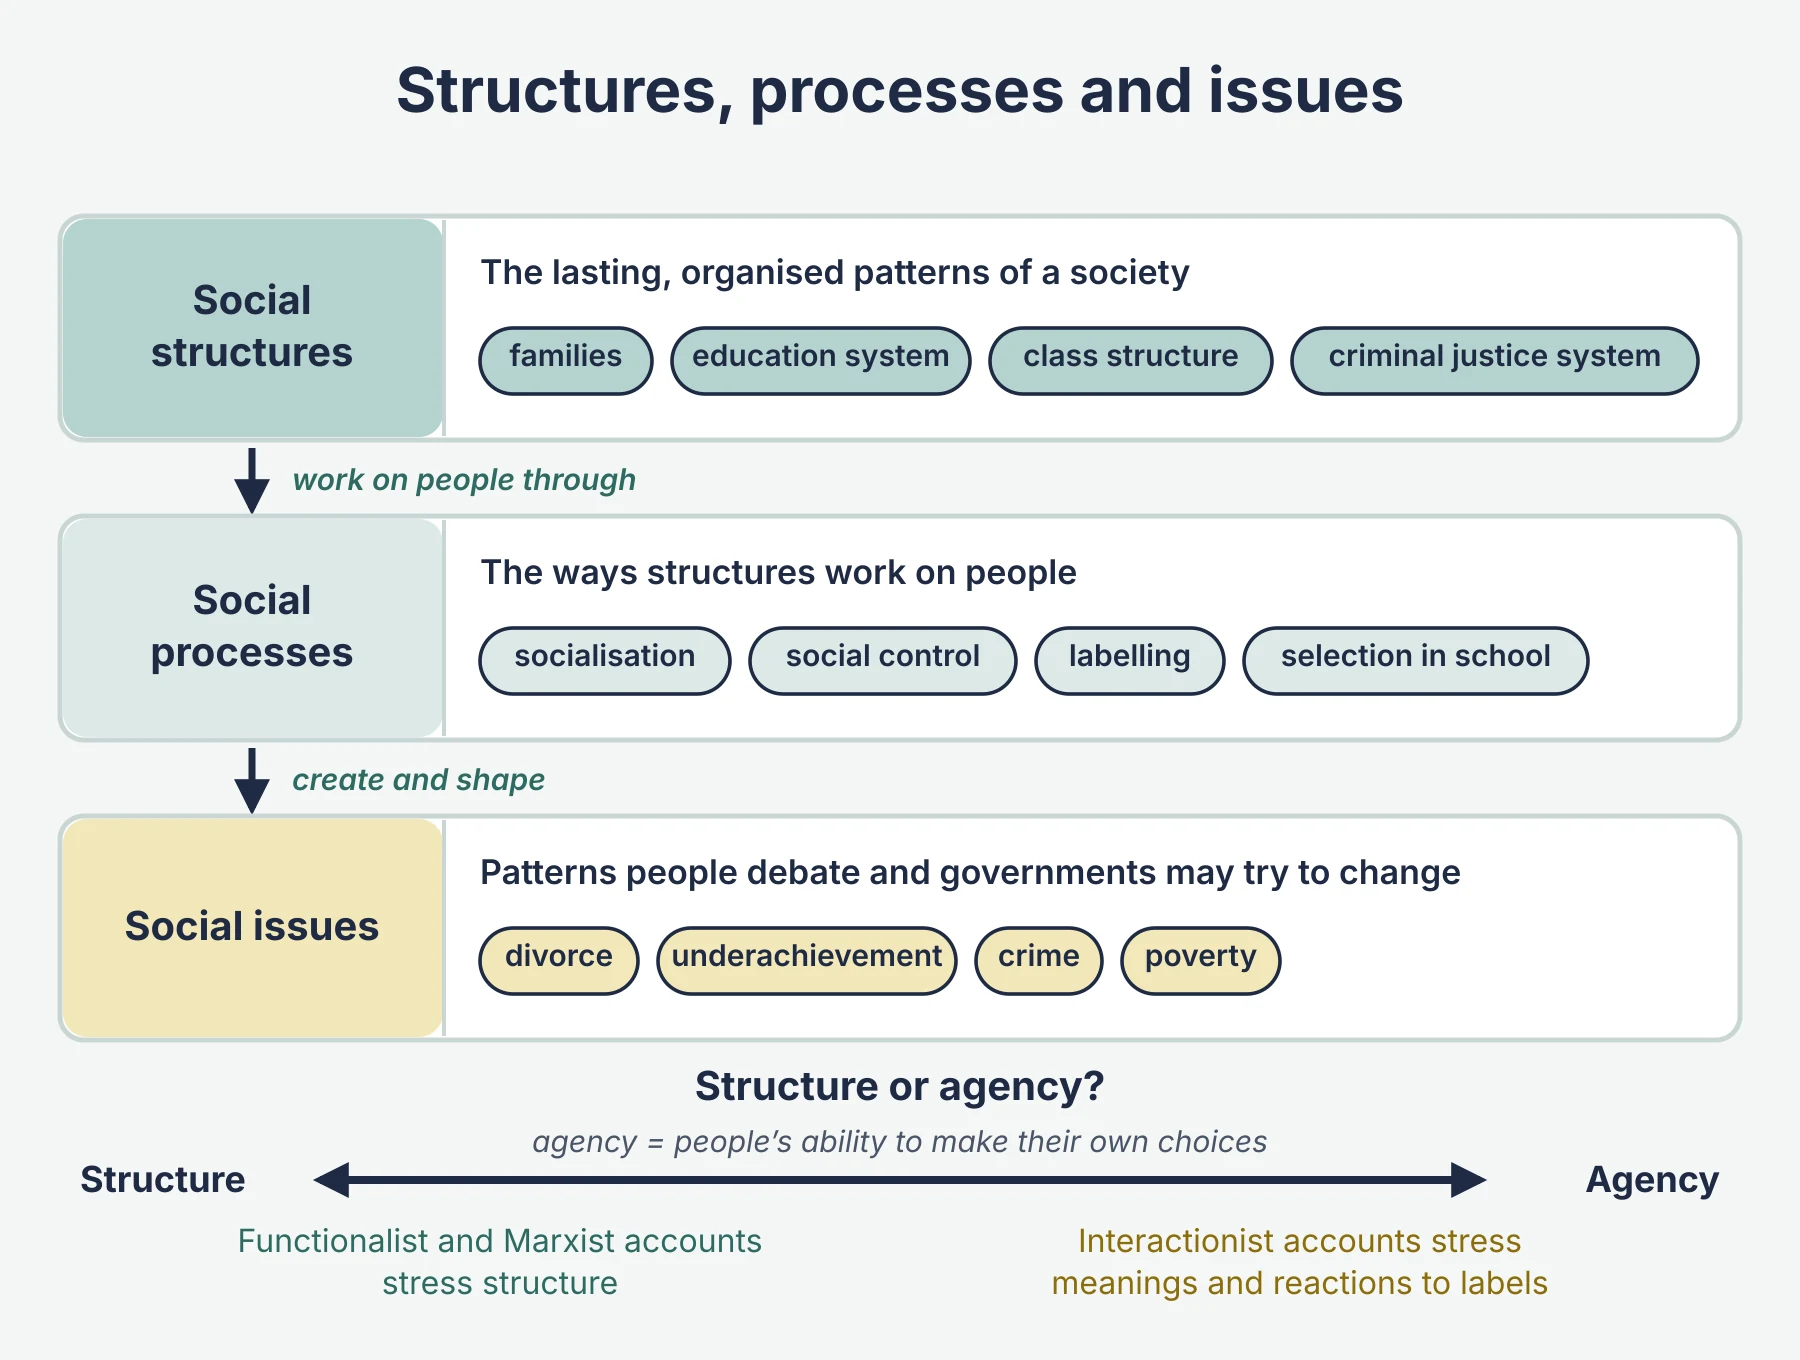 Structures, processes and issues
Social
structures
The lasting, organised patterns of a society
families
education system
class structure
criminal justice system
work on people through
Social
processes
The ways structures work on people
socialisation
social control
labelling
selection in school
create and shape
Social issues
Patterns people debate and governments may try to change
divorce
underachievement
crime
poverty
Structure or agency?
agency = people’s ability to make their own choices
Structure
Agency
Functionalist and Marxist accounts
stress structure
Interactionist accounts stress
meanings and reactions to labels